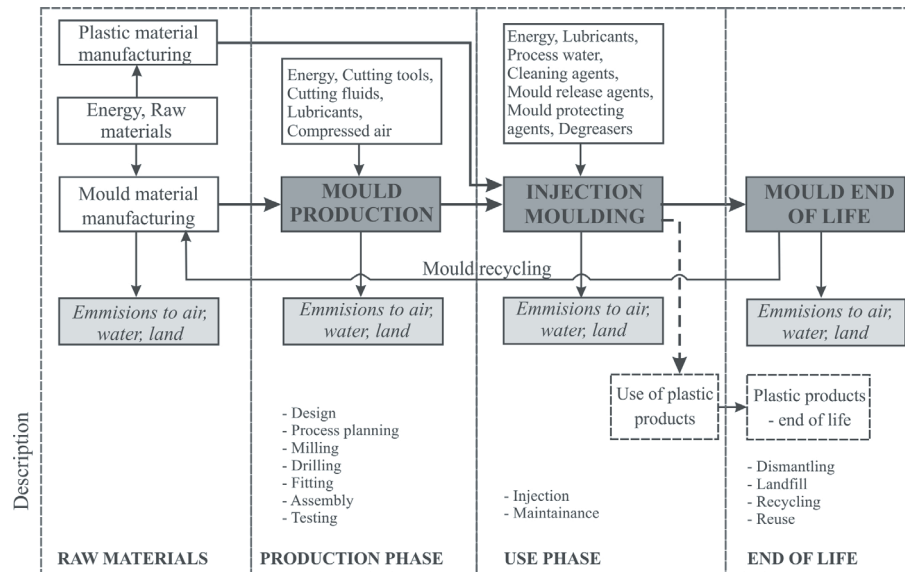 Plastic material
manufacturing
Energy, Raw
materials
Mould material
manufacturing
Emmisions to air,
water, land
Energy, Cutting tools,
Cutting fluids,
Lubricants,
Compressed air
MOULD
PRODUCTION
Emmisions to air,
water, land
- Design
- Process planning
- Milling
- Drilling
- Fitting
- Assembly
- Testing
Energy, Lubricants,
Process water,
Cleaning agents,
Mould release agents,
Mould protecting
agents, Degreasers
INJECTION
MOULDING
Mould recycling
Emmisions to air,
water, land
Use of plastic
products
- Injection
- Maintainance
MOULD END
OF LIFE
Emmisions to air,
water, land
Plastic products
- end of life
- Dismantling
- Landfill
- Recycling
- Reuse
Description
RAW MATERIALS
PRODUCTION PHASE
USE PHASE
END OF LIFE